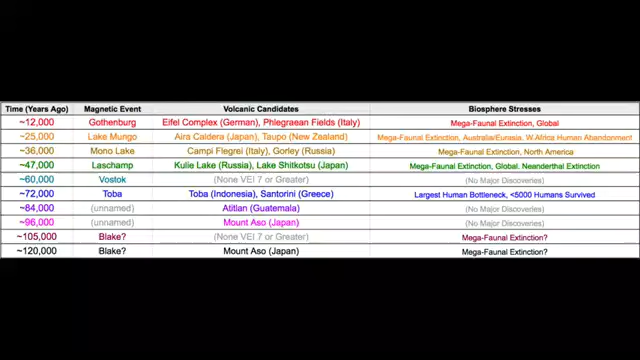 Time (Years Ago) Magnetic Event Volcanic Candidates Biosphere Stresses
~12,000 Gothenburg Eifel Complex (German), Phlegraean Fields (Italy) Mega-Faunal Extinction, Global
~25,000 Lake Mungo Aira Caldera (Japan), Taupo (New Zealand) Mega-Faunal Extinction, Australia/Eurasia, W.Africa Human Abandonment
~36,000 Mono Lake Campi Flegrei (Italy), Gorley (Russia) Mega-Faunal Extinction, North America
~47,000 Laschamp Kulie Lake (Russia), Lake Shitkotsu (Japan) Mega-Faunal Extinction, Global. Neanderthal Extinction
~60,000 Vostok (None VEI 7 or Greater) (No Major Discoveries)
~72,000 Toba Toba (Indonesia), Santorini (Greece) Largest Human Bottleneck, <5000 Humans Survived
~84,000 (unnamed) Atitlan (Guatemala) (No Major Discoveries)
~96,000 (unnamed) Mount Aso (Japan) (No Major Discoveries)
~105,000 Blake? (None VEI 7 or Greater) Mega-Faunal Extinction?
~120,000 Blake? Mount Aso (Japan) Mega-Faunal Extinction?